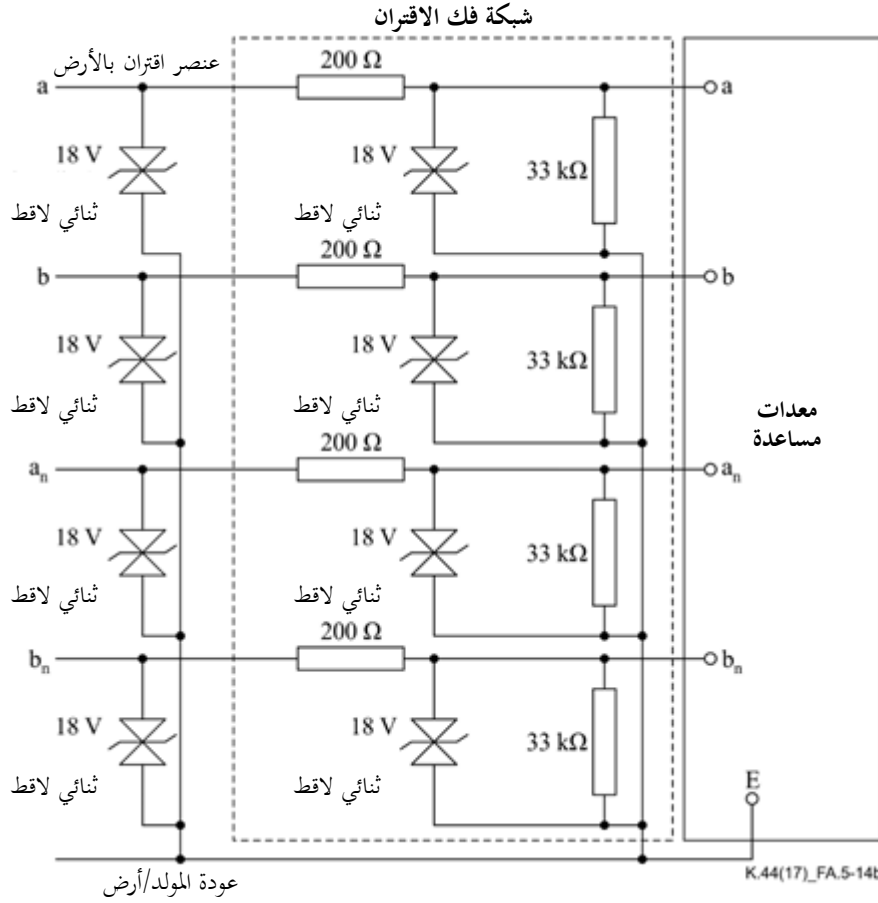 شبكة فك الاقتران
عنصر اقتران بالأرض
200 Ω
a
a
18 V
18 V
33 kΩ
ثنائي لاقط
ثنائي لاقط
200 Ω
b
b
18 V
18 V
33 kΩ
ثنائي لاقط
ثنائي لاقط
معدات
مساعدة
200 Ω
aₙ
aₙ
18 V
18 V
33 kΩ
ثنائي لاقط
ثنائي لاقط
200 Ω
bₙ
bₙ
18 V
18 V
33 kΩ
ثنائي لاقط
ثنائي لاقط
E
عودة المولد/أرض
K.44(17)_FA.5-14b